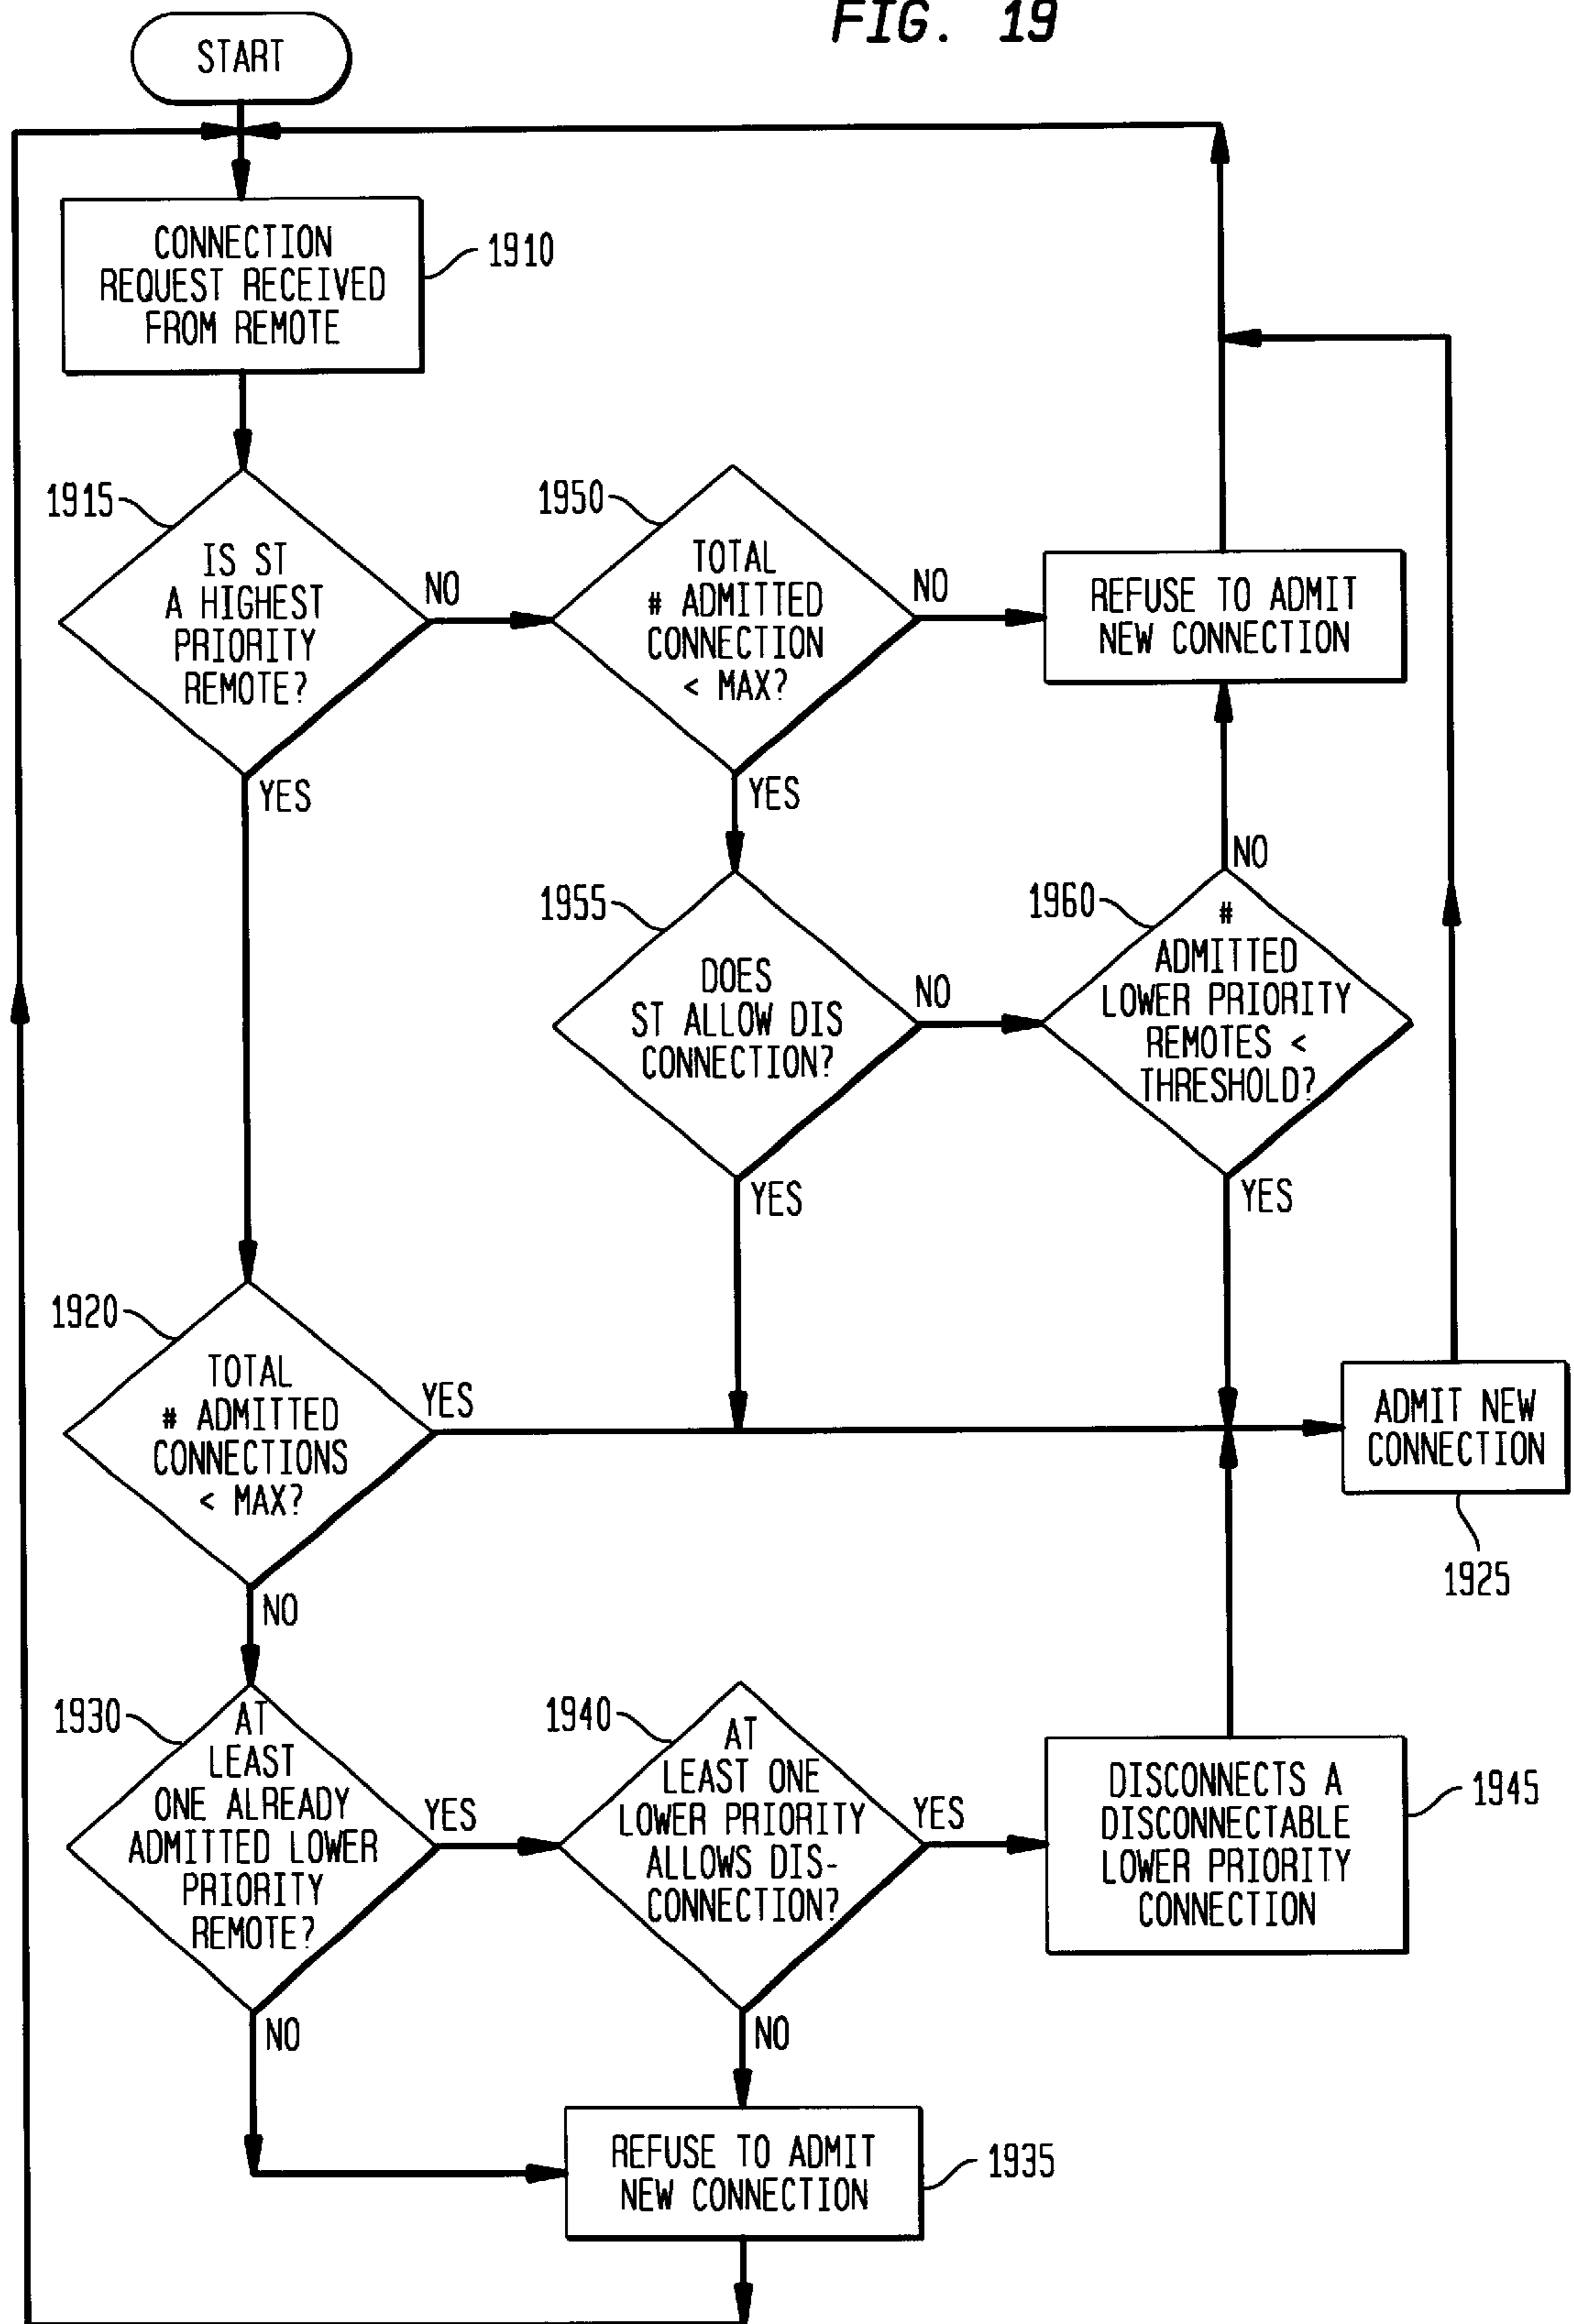 FIG. 19
START
CONNECTION
REQUEST RECEIVED
FROM REMOTE
1910
1915
IS ST
A HIGHEST
PRIORITY
REMOTE?
NO
YES
1950
TOTAL
# ADMITTED
CONNECTION
< MAX?
NO
YES
REFUSE TO ADMIT
NEW CONNECTION
1955
DOES
ST ALLOW DIS
CONNECTION?
NO
YES
1960
#
ADMITTED
LOWER PRIORITY
REMOTES <
THRESHOLD?
NO
YES
1920
TOTAL
# ADMITTED
CONNECTIONS
< MAX?
YES
NO
ADMIT NEW
CONNECTION
1925
1930
AT
LEAST
ONE ALREADY
ADMITTED LOWER
PRIORITY
REMOTE?
YES
NO
1940
AT
LEAST ONE
LOWER PRIORITY
ALLOWS DIS-
CONNECTION?
YES
NO
DISCONNECTS A
DISCONNECTABLE
LOWER PRIORITY
CONNECTION
1945
REFUSE TO ADMIT
NEW CONNECTION
1935